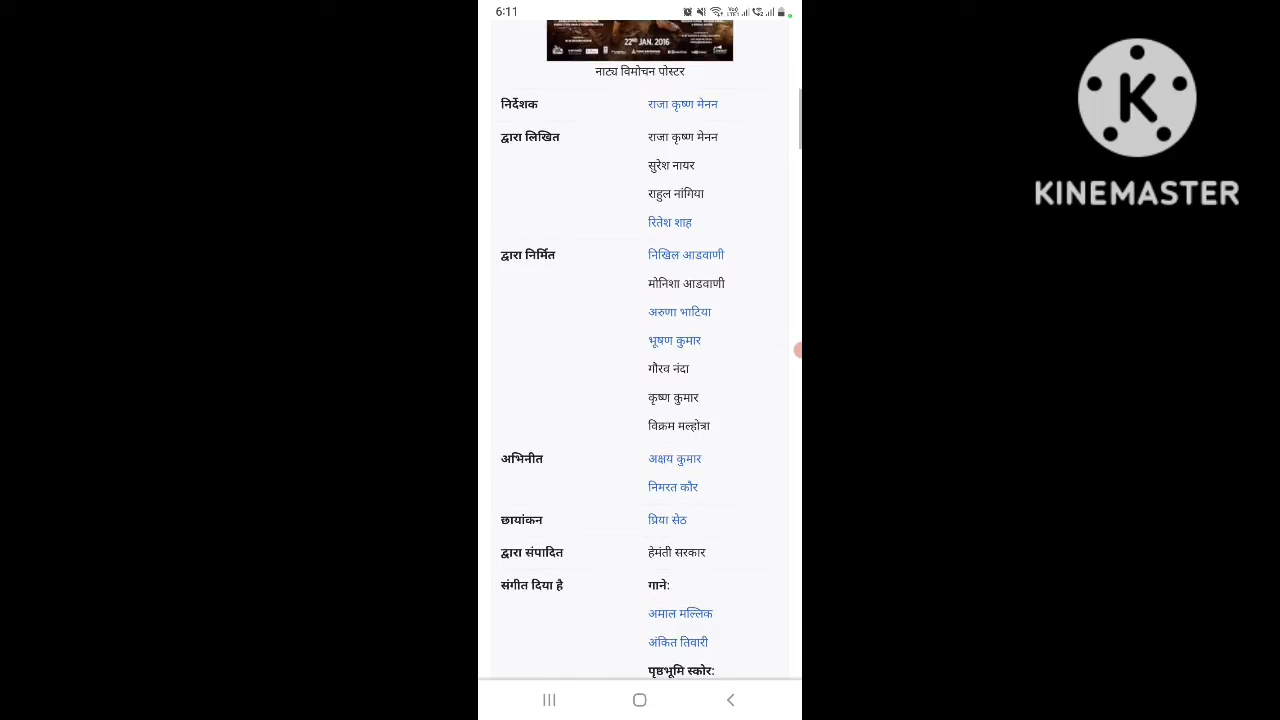 6:11
22ND JAN. 2016
नाट्य विमोचन पोस्टर
निर्देशक राजा कृष्ण मेनन
द्वारा लिखित राजा कृष्ण मेनन
सुरेश नायर
राहुल नांगिया
रितेश शाह
द्वारा निर्मित निखिल आडवाणी
मोनिशा आडवाणी
अरुणा भाटिया
भूषण कुमार
गौरव नंदा
कृष्ण कुमार
विक्रम मल्होत्रा
अभिनीत अक्षय कुमार
निमरत कौर
छायांकन प्रिया सेठ
द्वारा संपादित हेमंती सरकार
संगीत दिया है गाने:
अमाल मल्लिक
अंकित तिवारी
पृष्ठभूमि स्कोर:
K
KINEMASTER